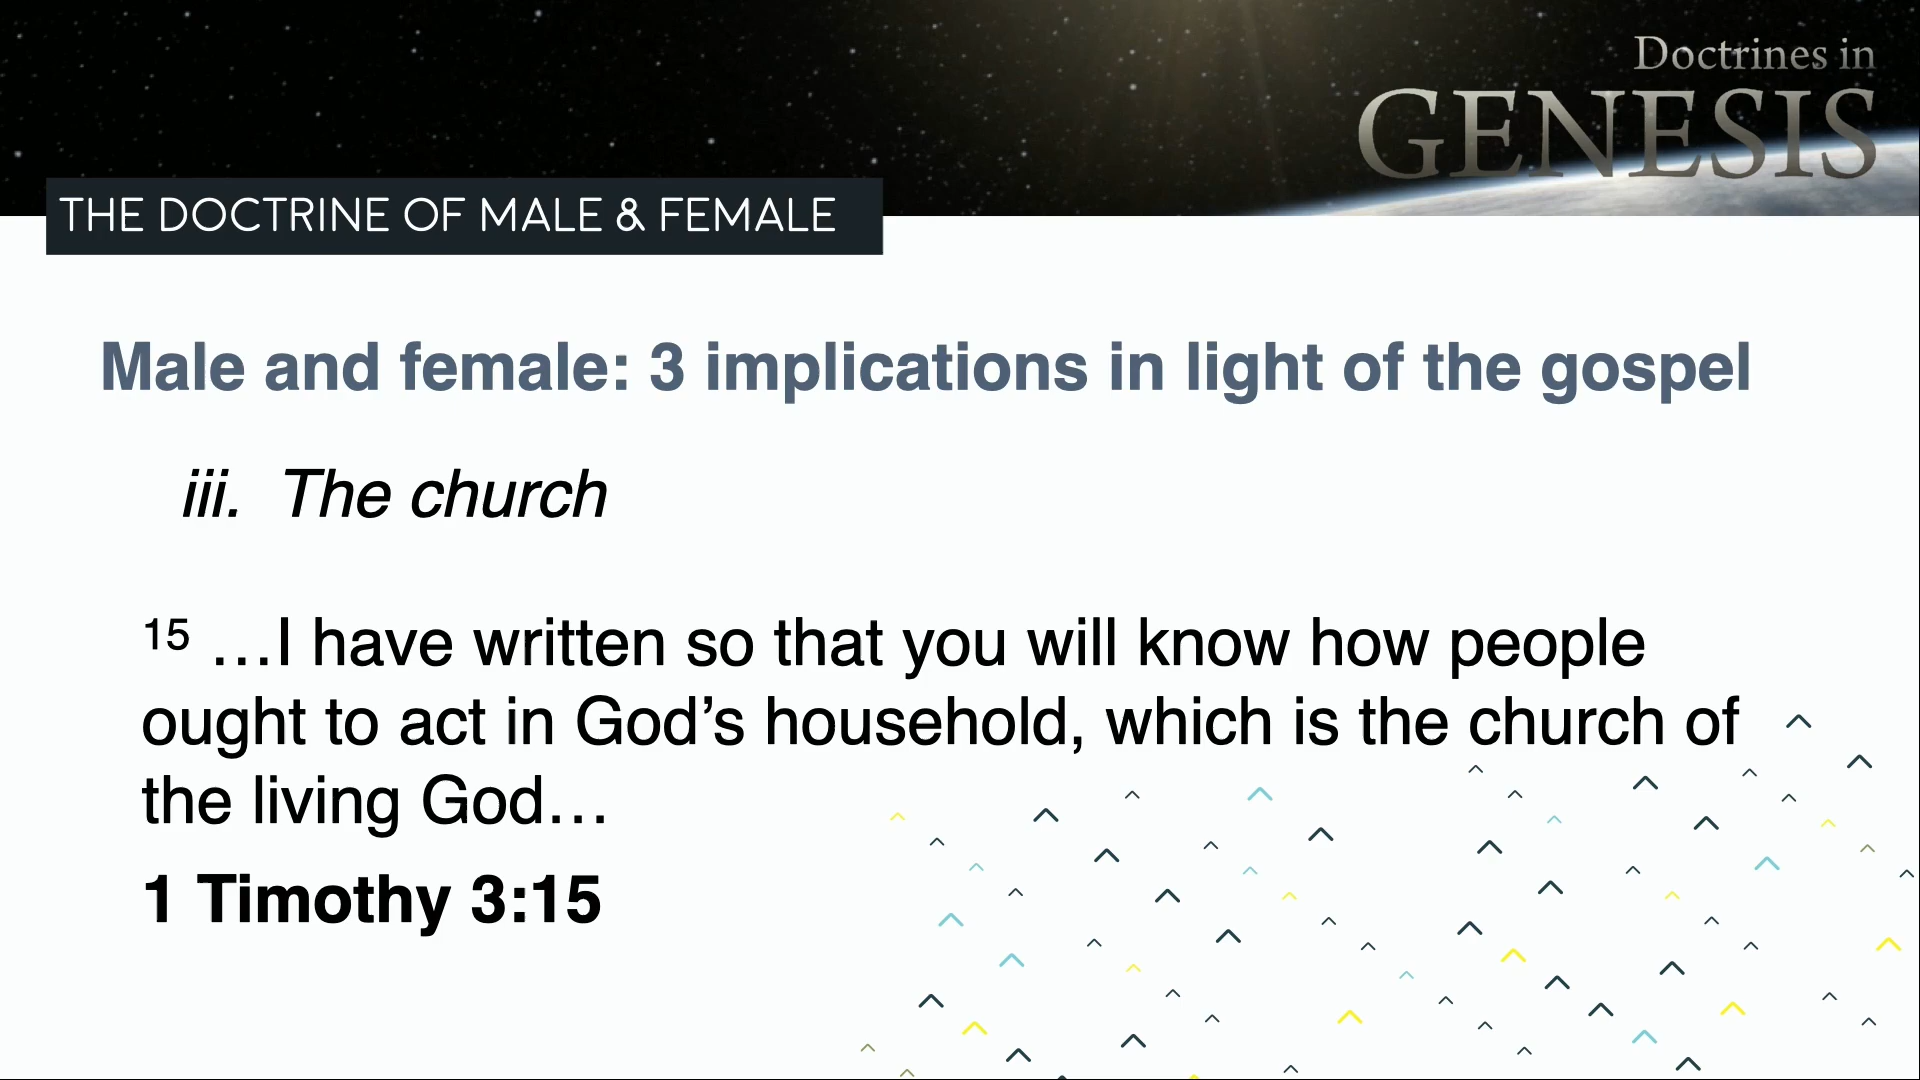 Doctrines in
GENESIS
THE DOCTRINE OF MALE & FEMALE
Male and female: 3 implications in light of the gospel
iii. The church
15 …I have written so that you will know how people
ought to act in God’s household, which is the church of
the living God…
1 Timothy 3:15